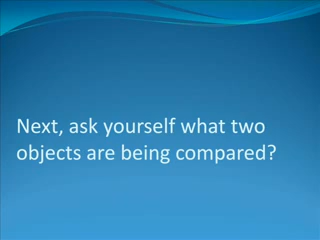 Next, ask yourself what two
objects are being compared?